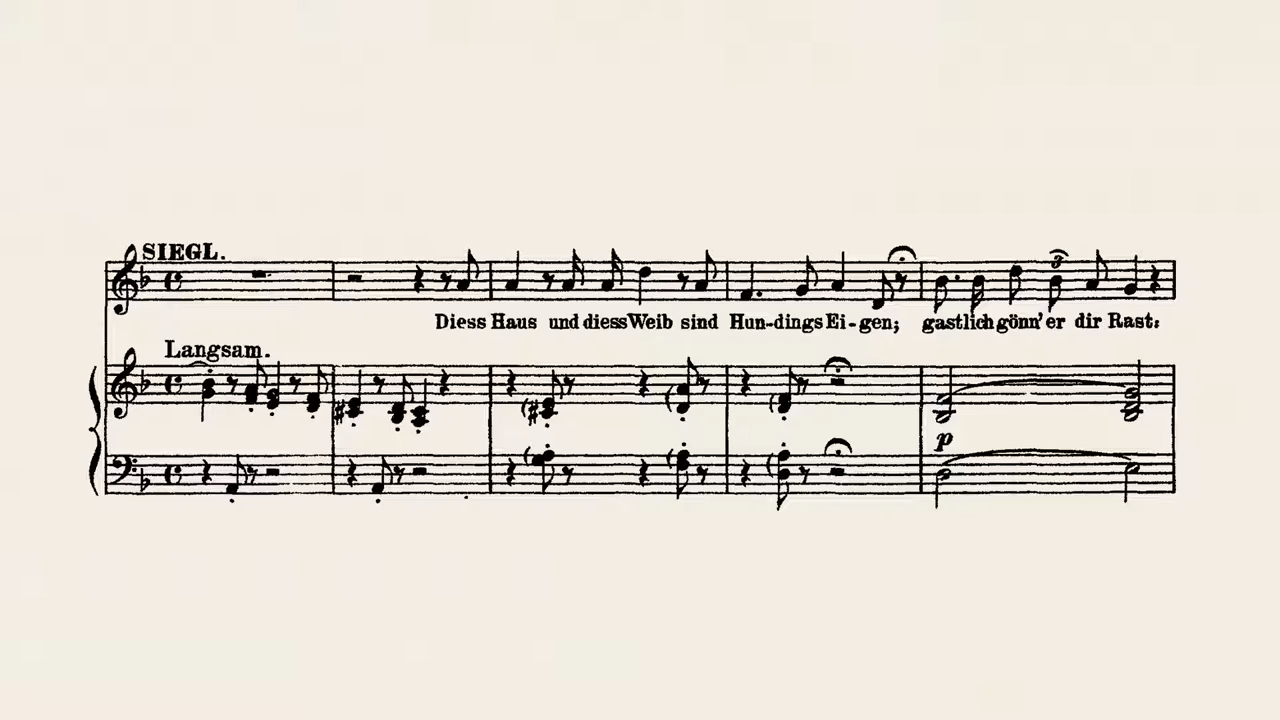 SIEGL.
Diess Haus und diess Weib sind Hun-dings Ei-gen; gastlich gönn' er dir Rast:
Langsam.
p